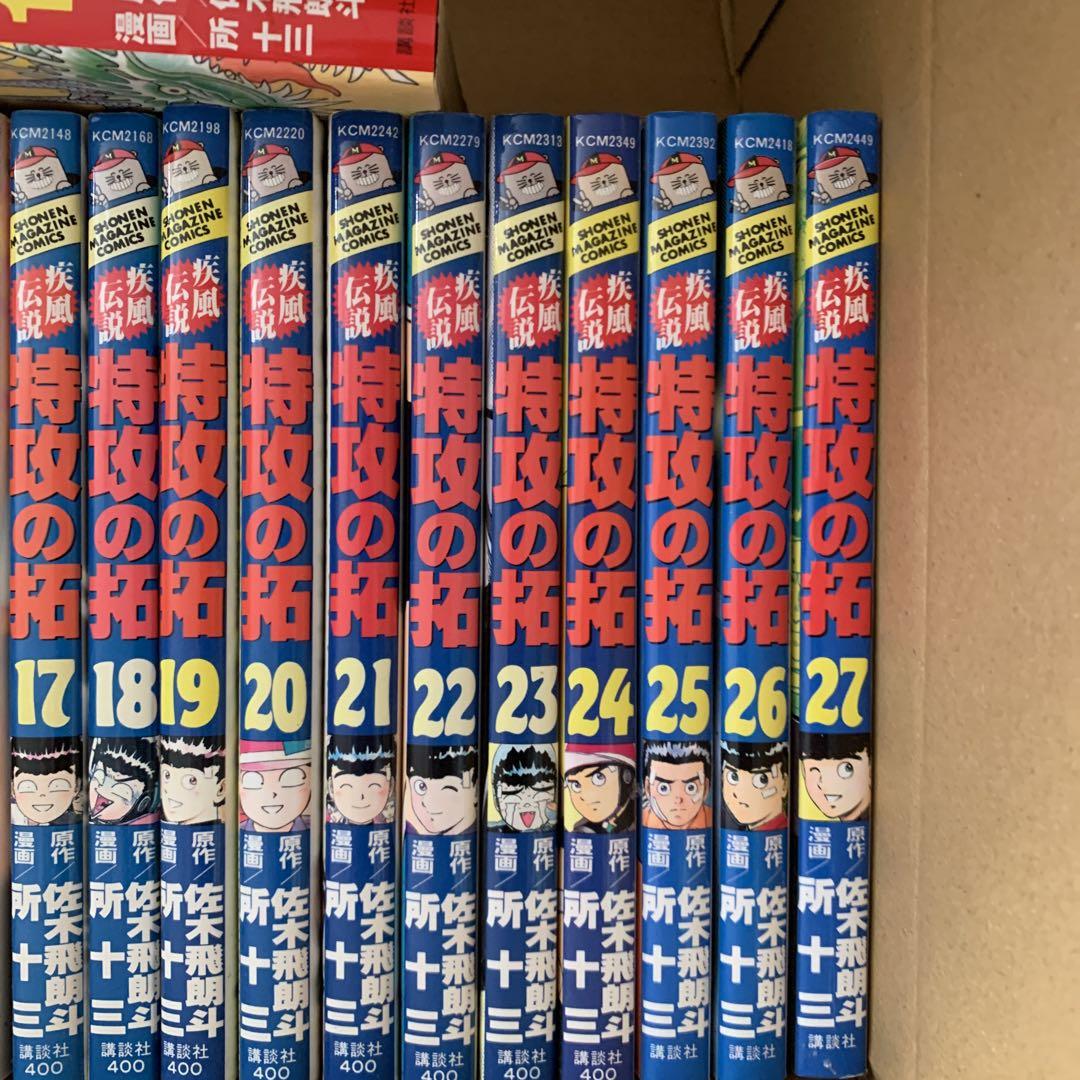 漫画/所 十三
講談社
KCM2148
SHONEN
MAGAZINE
COMICS
疾風
伝説
特攻の拓
17
原作/佐木飛朗斗
漫画/所 十三
講談社
400
KCM2168
SHONEN
MAGAZINE
COMICS
疾風
伝説
特攻の拓
18
原作/佐木飛朗斗
漫画/所 十三
講談社
400
KCM2198
SHONEN
MAGAZINE
COMICS
疾風
伝説
特攻の拓
19
原作/佐木飛朗斗
漫画/所 十三
講談社
400
KCM2220
SHONEN
MAGAZINE
COMICS
疾風
伝説
特攻の拓
20
原作/佐木飛朗斗
漫画/所 十三
講談社
400
KCM2242
SHONEN
MAGAZINE
COMICS
疾風
伝説
特攻の拓
21
原作/佐木飛朗斗
漫画/所 十三
講談社
400
KCM2279
SHONEN
MAGAZINE
COMICS
疾風
伝説
特攻の拓
22
原作/佐木飛朗斗
漫画/所 十三
講談社
400
KCM2313
SHONEN
MAGAZINE
COMICS
疾風
伝説
特攻の拓
23
原作/佐木飛朗斗
漫画/所 十三
講談社
400
KCM2349
SHONEN
MAGAZINE
COMICS
疾風
伝説
特攻の拓
24
原作/佐木飛朗斗
漫画/所 十三
講談社
400
KCM2392
SHONEN
MAGAZINE
COMICS
疾風
伝説
特攻の拓
25
原作/佐木飛朗斗
漫画/所 十三
講談社
KCM2418
SHONEN
MAGAZINE
COMICS
疾風
伝説
特攻の拓
26
原作/佐木飛朗斗
漫画/所 十三
講談社
KCM2449
SHONEN
MAGAZINE
COMICS
疾風
伝説
特攻の拓
27
原作/佐木飛朗斗
漫画/所 十三
講談社